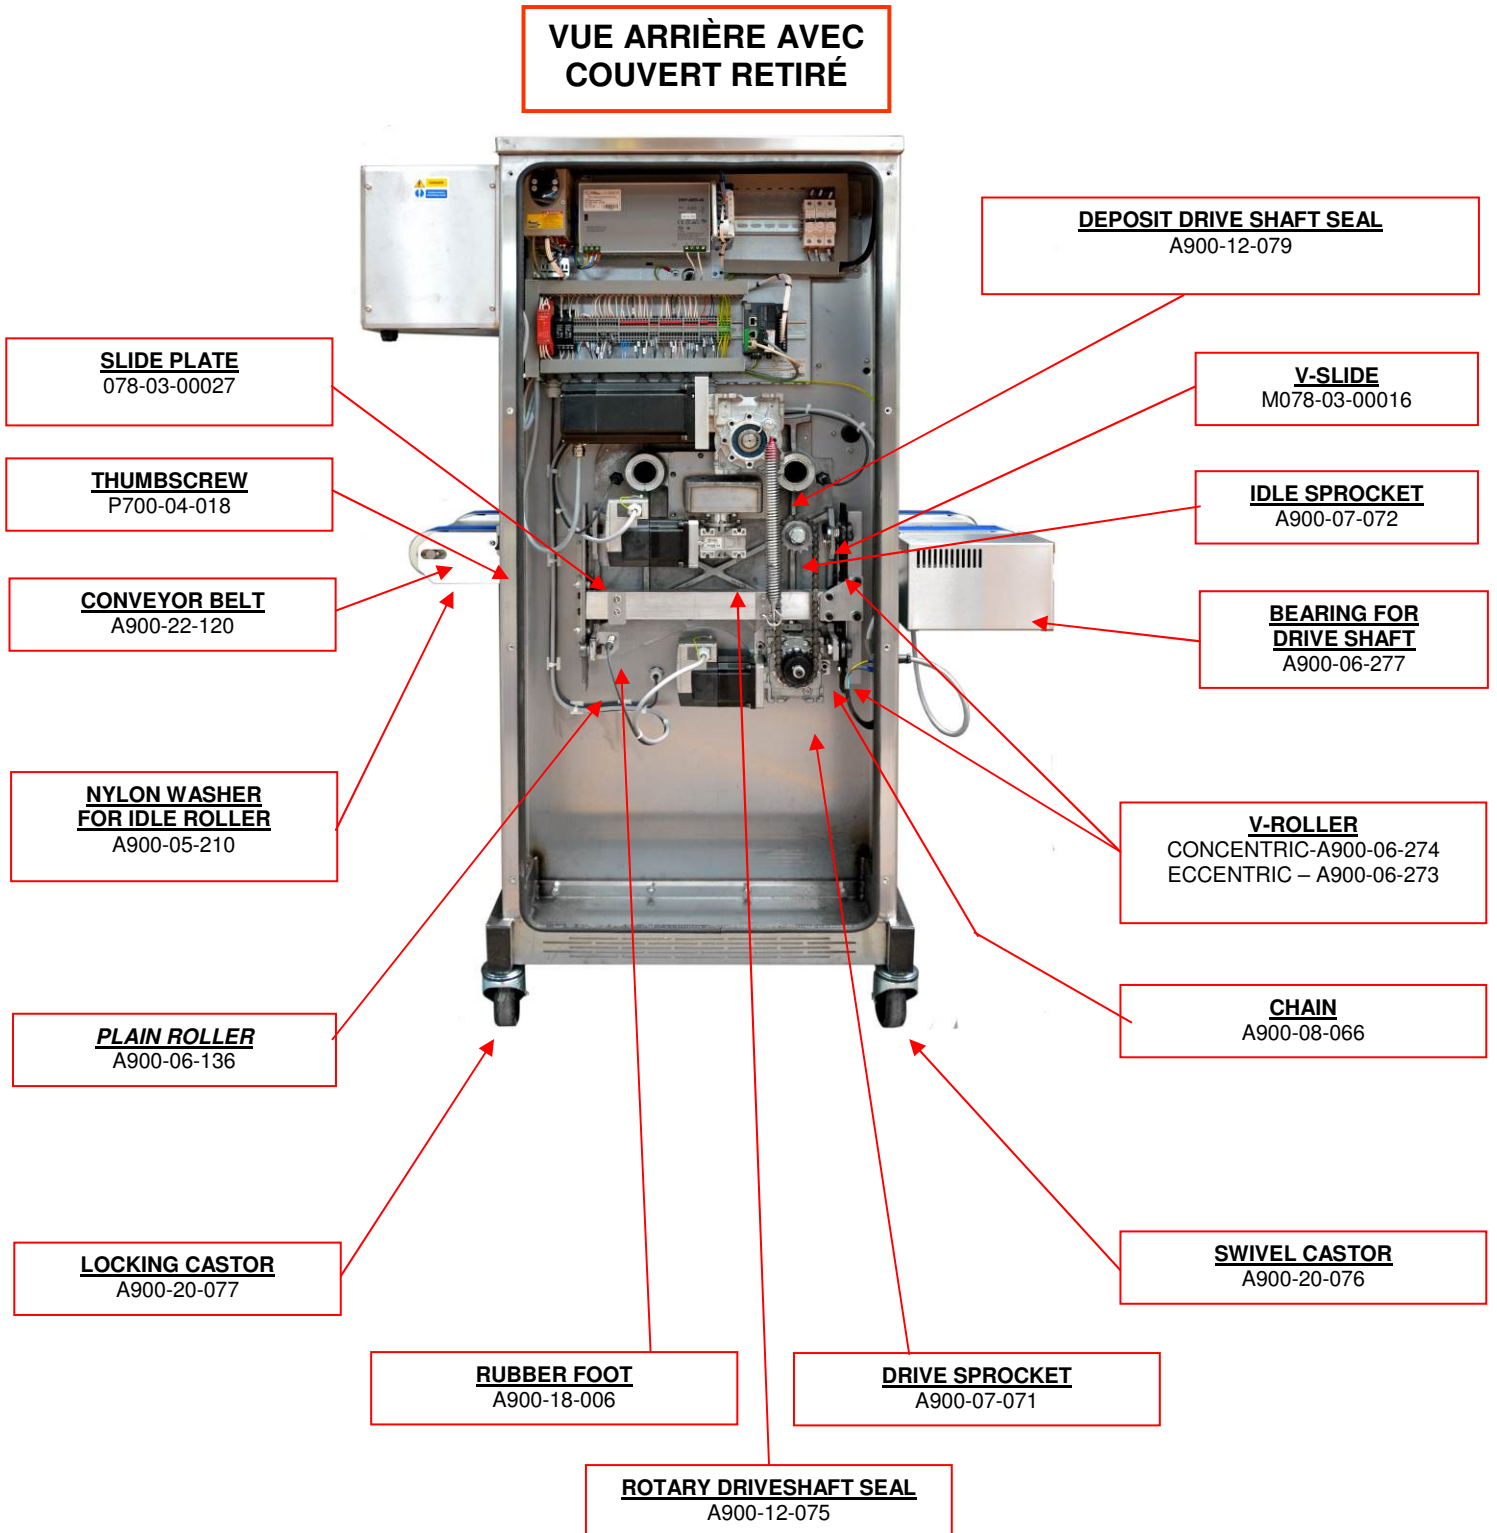 VUE ARRIÈRE AVEC
COUVERT RETIRÉ
DEPOSIT DRIVE SHAFT SEAL
A900-12-079
SLIDE PLATE
078-03-00027
V-SLIDE
M078-03-00016
THUMBSCREW
P700-04-018
IDLE SPROCKET
A900-07-072
CONVEYOR BELT
A900-22-120
BEARING FOR
DRIVE SHAFT
A900-06-277
NYLON WASHER
FOR IDLE ROLLER
A900-05-210
V-ROLLER
CONCENTRIC-A900-06-274
ECCENTRIC – A900-06-273
PLAIN ROLLER
A900-06-136
CHAIN
A900-08-066
LOCKING CASTOR
A900-20-077
SWIVEL CASTOR
A900-20-076
RUBBER FOOT
A900-18-006
DRIVE SPROCKET
A900-07-071
ROTARY DRIVESHAFT SEAL
A900-12-075